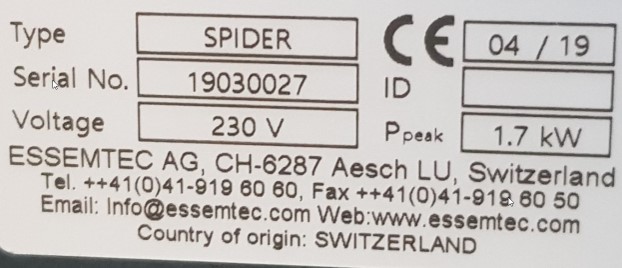 Type SPIDER CE 04 / 19
Serial No. 19030027 ID
Voltage 230 V Ppeak 1.7 kW
ESSEMTEC AG, CH-6287 Aesch LU, Switzerland
Tel. ++41(0)41-919 60 60, Fax ++41(0)41-919 60 50
Email: Info@essemtec.com Web:www.essemtec.com
Country of origin: SWITZERLAND